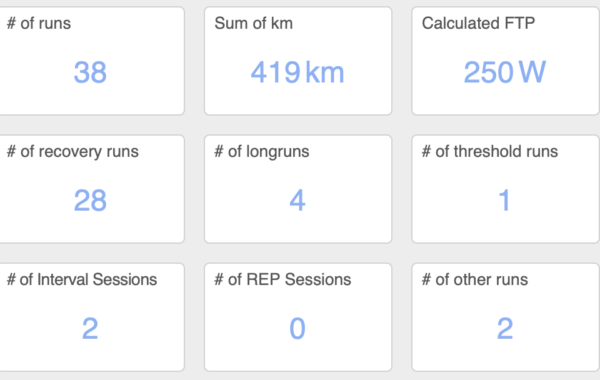 # of runs
38
Sum of km
419 km
Calculated FTP
250 W
# of recovery runs
28
# of longruns
4
# of threshold runs
1
# of Interval Sessions
2
# of REP Sessions
0
# of other runs
2